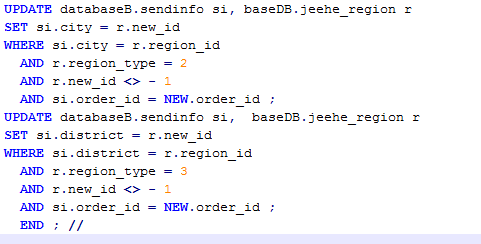 UPDATE databaseB.sendinfo si, baseDB.jeehe_region r
SET si.city = r.new_id
WHERE si.city = r.region_id
AND r.region_type = 2
AND r.new_id <> - 1
AND si.order_id = NEW.order_id ;
UPDATE databaseB.sendinfo si,  baseDB.jeehe_region r
SET si.district = r.new_id
WHERE si.district = r.region_id
AND r.region_type = 3
AND r.new_id <> - 1
AND si.order_id = NEW.order_id ;
END ; //